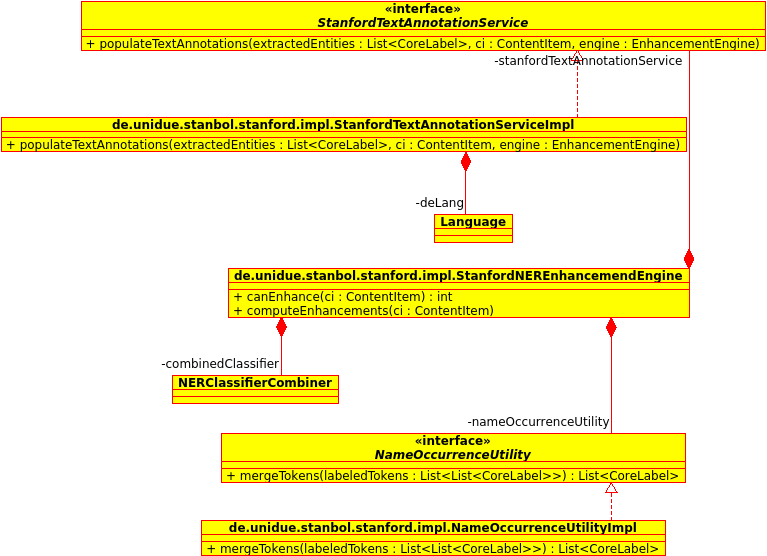 «interface»
StanfordTextAnnotationService
+ populateTextAnnotations(extractedEntities : List<CoreLabel>, ci : ContentItem, engine : EnhancementEngine)
-stanfordTextAnnotationService
de.unidue.stanbol.stanford.impl.StanfordTextAnnotationServiceImpl
+ populateTextAnnotations(extractedEntities : List<CoreLabel>, ci : ContentItem, engine : EnhancementEngine)
-deLang
Language
de.unidue.stanbol.stanford.impl.StanfordNEREnhancemendEngine
+ canEnhance(ci : ContentItem) : int
+ computeEnhancements(ci : ContentItem)
-combinedClassifier
NERClassifierCombiner
-nameOccurrenceUtility
«interface»
NameOccurrenceUtility
+ mergeTokens(labeledTokens : List<List<CoreLabel>>) : List<CoreLabel>
de.unidue.stanbol.stanford.impl.NameOccurrenceUtilityImpl
+ mergeTokens(labeledTokens : List<List<CoreLabel>>) : List<CoreLabel>